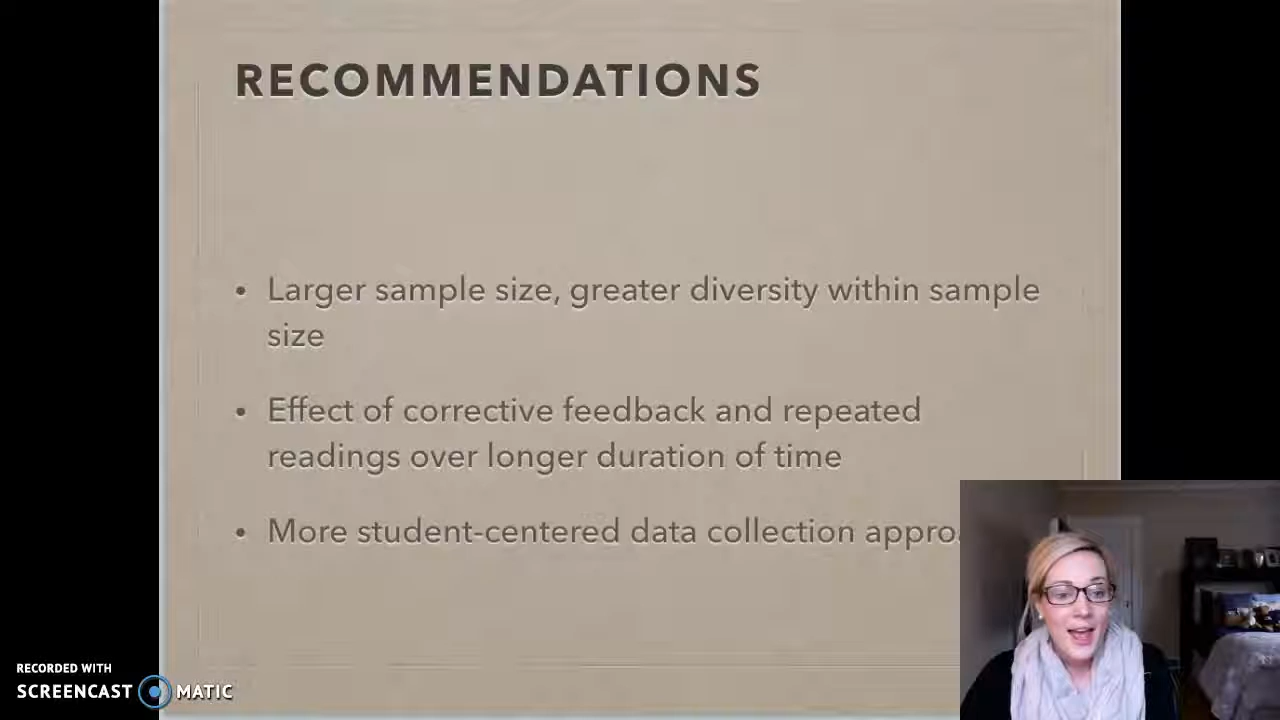 RECOMMENDATIONS
• Larger sample size, greater diversity within sample
size
• Effect of corrective feedback and repeated
readings over longer duration of time
• More student-centered data collection
RECORDED WITH
SCREENCAST MATIC